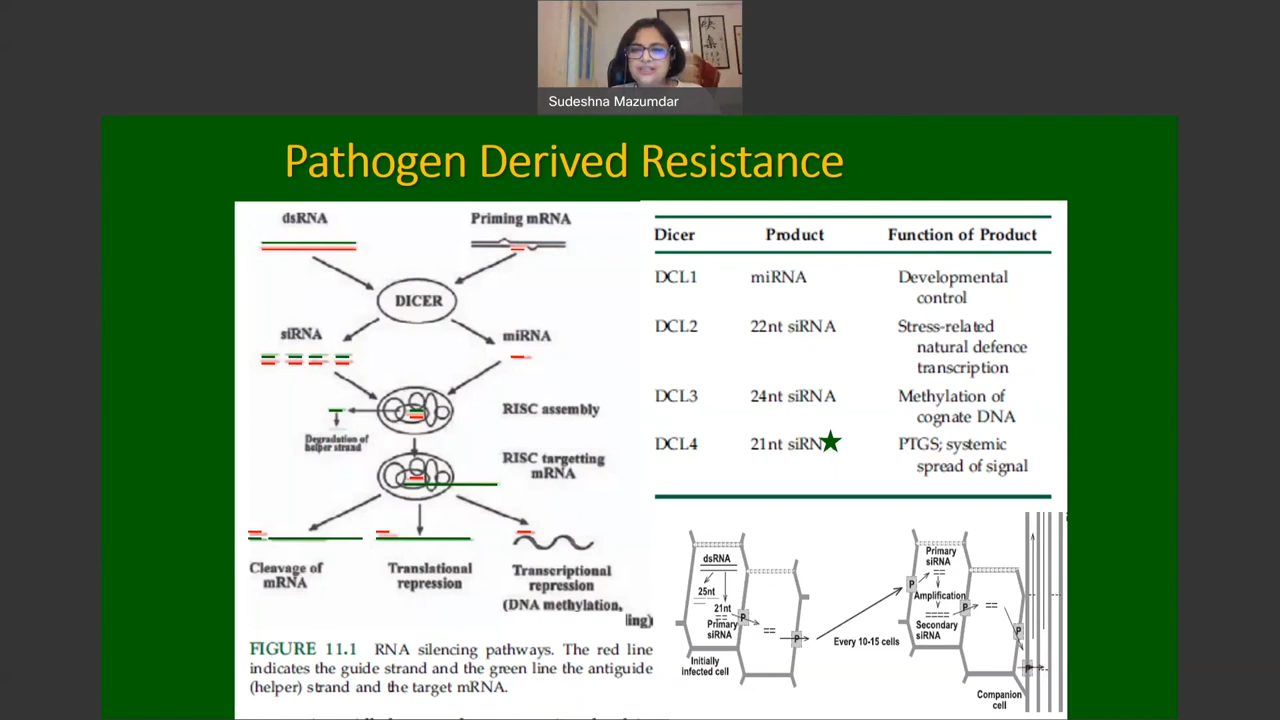 Sudeshna Mazumdar
Pathogen Derived Resistance
dsRNA
Priming mRNA
DICER
siRNA
miRNA
RISC assembly
Degradation of
helper strand
RISC targetting
mRNA
Cleavage of
mRNA
Translational
repression
Transcriptional
repression
(DNA methylation,
ling)
FIGURE 11.1 RNA silencing pathways. The red line
indicates the guide strand and the green line the antiguide
(helper) strand and the target mRNA.
Dicer Product Function of Product
DCL1 miRNA Developmental
control
DCL2 22nt siRNA Stress-related
natural defence
transcription
DCL3 24nt siRNA Methylation of
cognate DNA
DCL4 21nt siRN PTGS; systemic
spread of signal
dsRNA
25nt
21nt
Primary
siRNA
P
P
Initially
infected cell
Every 10-15 cells
P
Primary
siRNA
Amplification
Secondary
siRNA
P
P
P
Companion
cell